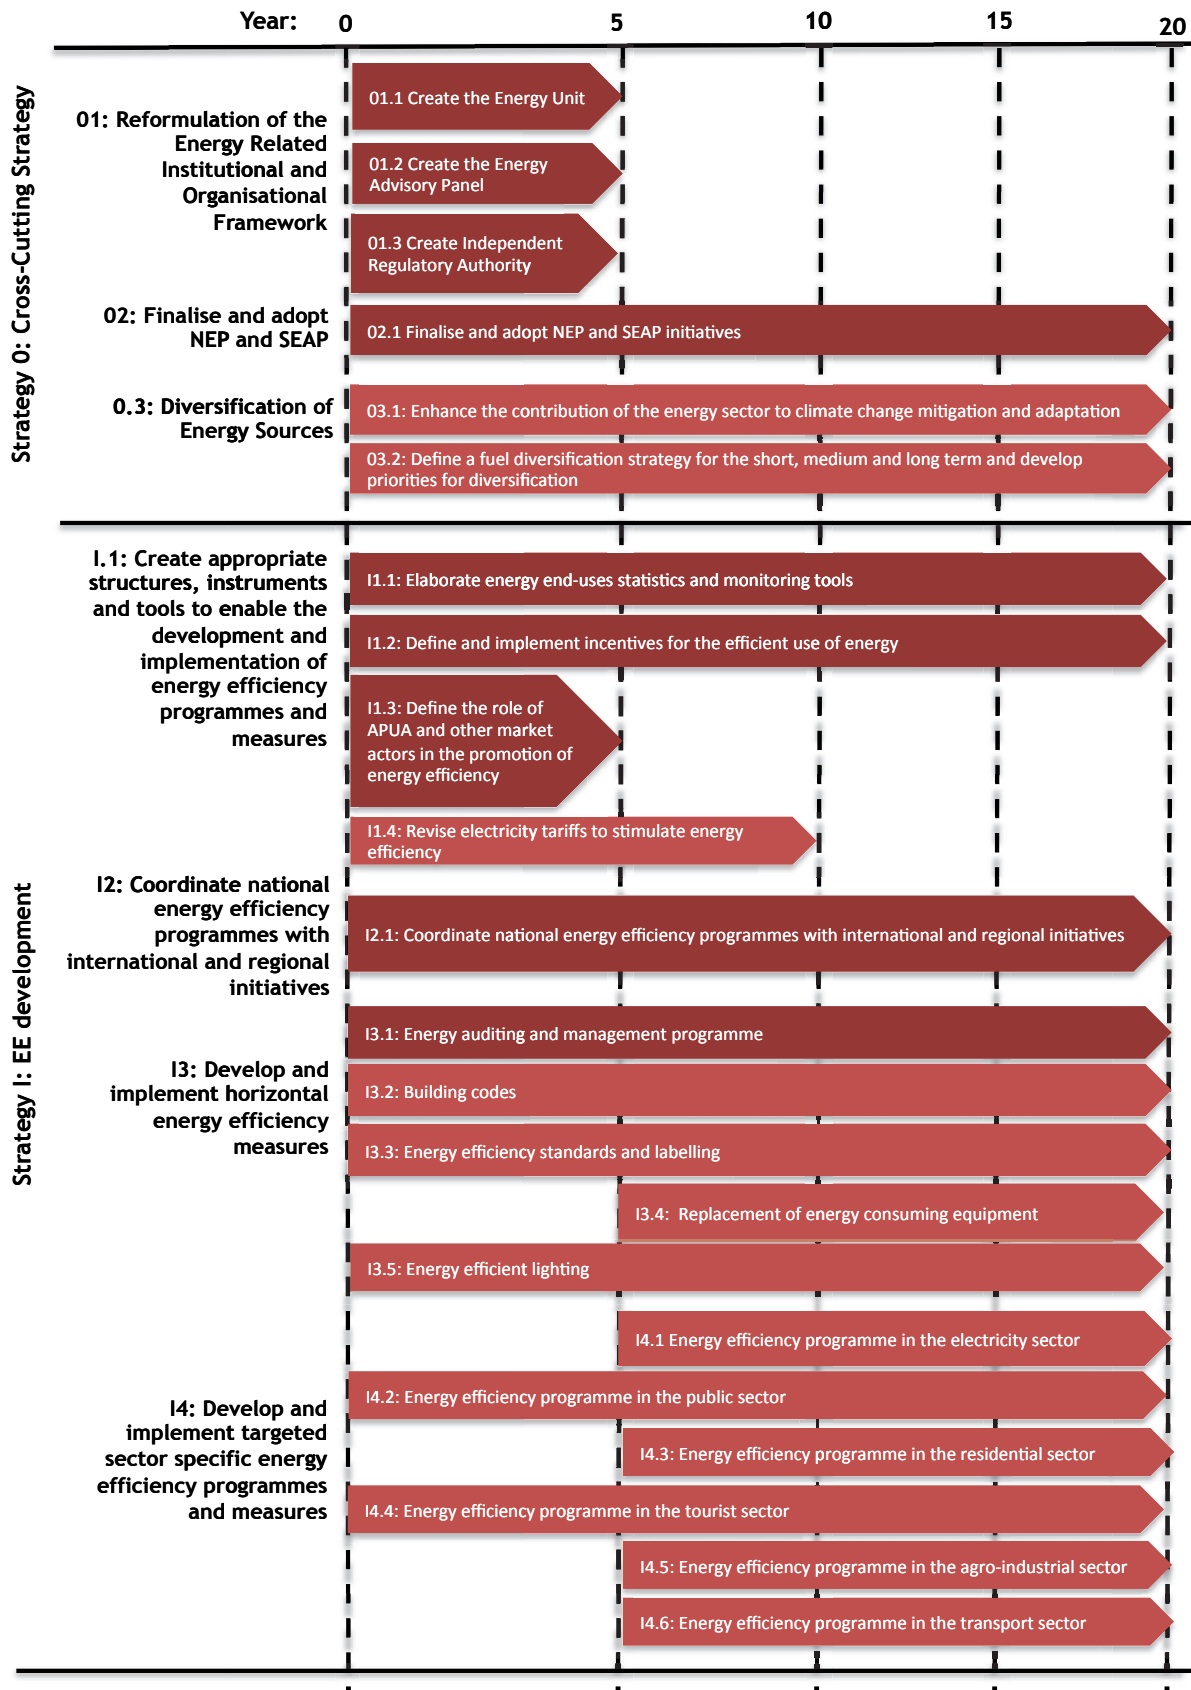 Year: 0 5 10 15 20
Strategy 0: Cross-Cutting Strategy
01: Reformulation of the
Energy Related
Institutional and
Organisational
Framework
01.1 Create the Energy Unit
01.2 Create the Energy
Advisory Panel
01.3 Create Independent
Regulatory Authority
02: Finalise and adopt
NEP and SEAP
02.1 Finalise and adopt NEP and SEAP initiatives
0.3: Diversification of
Energy Sources
03.1: Enhance the contribution of the energy sector to climate change mitigation and adaptation
03.2: Define a fuel diversification strategy for the short, medium and long term and develop
priorities for diversification
Strategy I: EE development
I.1: Create appropriate
structures, instruments
and tools to enable the
development and
implementation of
energy efficiency
programmes and
measures
I1.1: Elaborate energy end-uses statistics and monitoring tools
I1.2: Define and implement incentives for the efficient use of energy
I1.3: Define the role of
APUA and other market
actors in the promotion of
energy efficiency
I1.4: Revise electricity tariffs to stimulate energy
efficiency
I2: Coordinate national
energy efficiency
programmes with
international and regional
initiatives
I2.1: Coordinate national energy efficiency programmes with international and regional initiatives
I3: Develop and
implement horizontal
energy efficiency
measures
I3.1: Energy auditing and management programme
I3.2: Building codes
I3.3: Energy efficiency standards and labelling
I3.4: Replacement of energy consuming equipment
I3.5: Energy efficient lighting
I4: Develop and
implement targeted
sector specific energy
efficiency programmes
and measures
I4.1 Energy efficiency programme in the electricity sector
I4.2: Energy efficiency programme in the public sector
I4.3: Energy efficiency programme in the residential sector
I4.4: Energy efficiency programme in the tourist sector
I4.5: Energy efficiency programme in the agro-industrial sector
I4.6: Energy efficiency programme in the transport sector